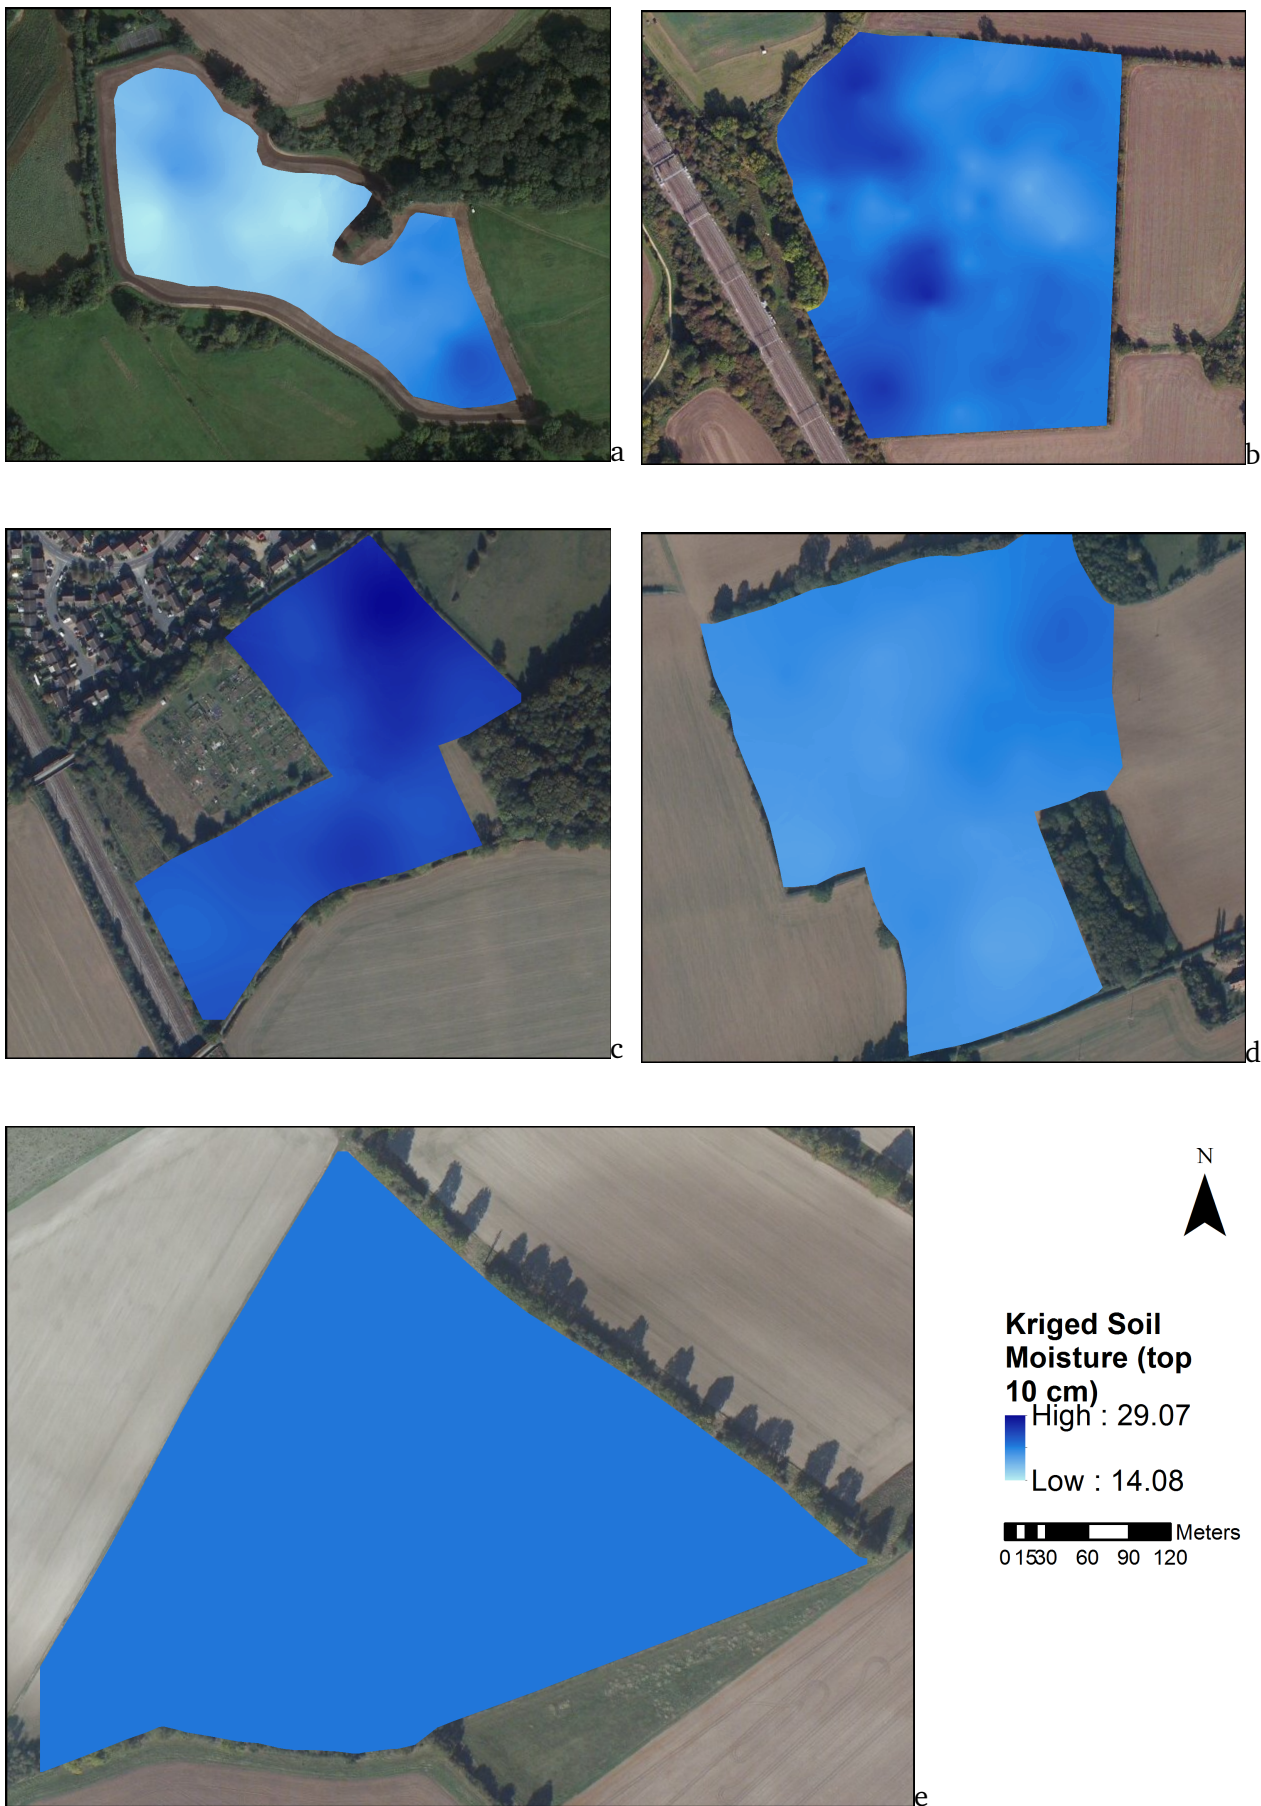 a
b
c
d
N
Kriged Soil
Moisture (top
10 cm)
High : 29.07
Low : 14.08
Meters
0 15 30 60 90 120
e